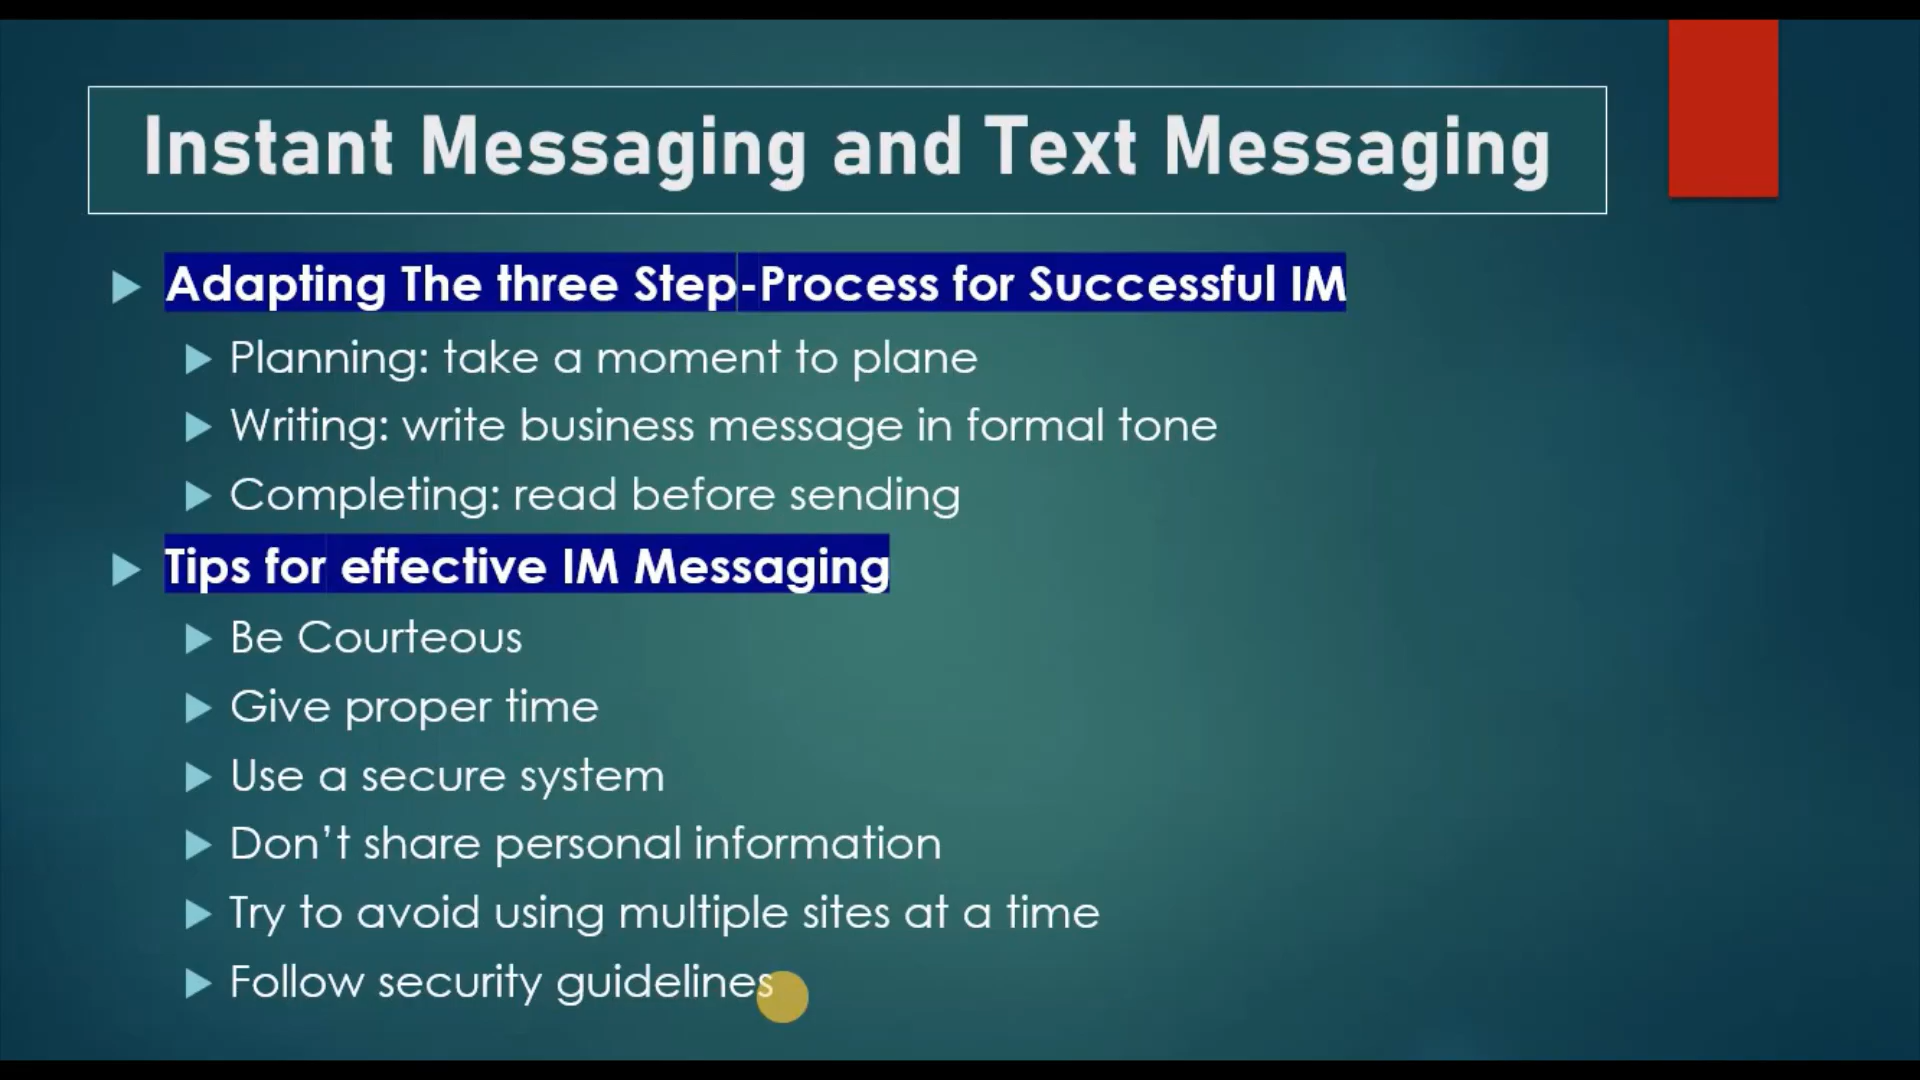 Instant Messaging and Text Messaging
Adapting The three Step-Process for Successful IM
Planning: take a moment to plane
Writing: write business message in formal tone
Completing: read before sending
Tips for effective IM Messaging
Be Courteous
Give proper time
Use a secure system
Don’t share personal information
Try to avoid using multiple sites at a time
Follow security guidelines